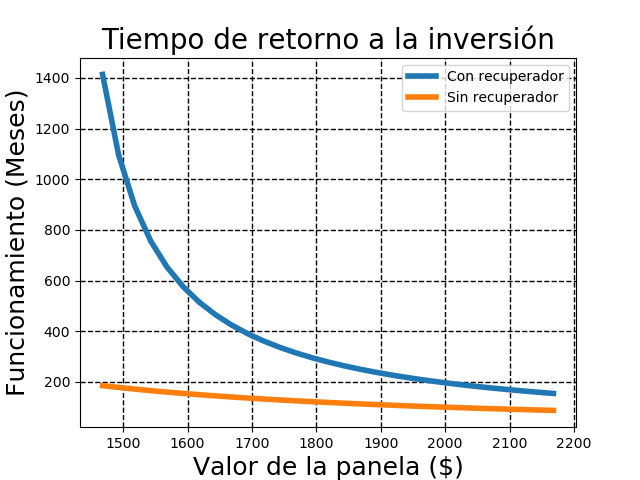 Tiempo de retorno a la inversión
Con recuperador
Sin recuperador
1400
1200
1000
800
600
400
200
Funcionamiento (Meses)
1500 1600 1700 1800 1900 2000 2100 2200
Valor de la panela ($)